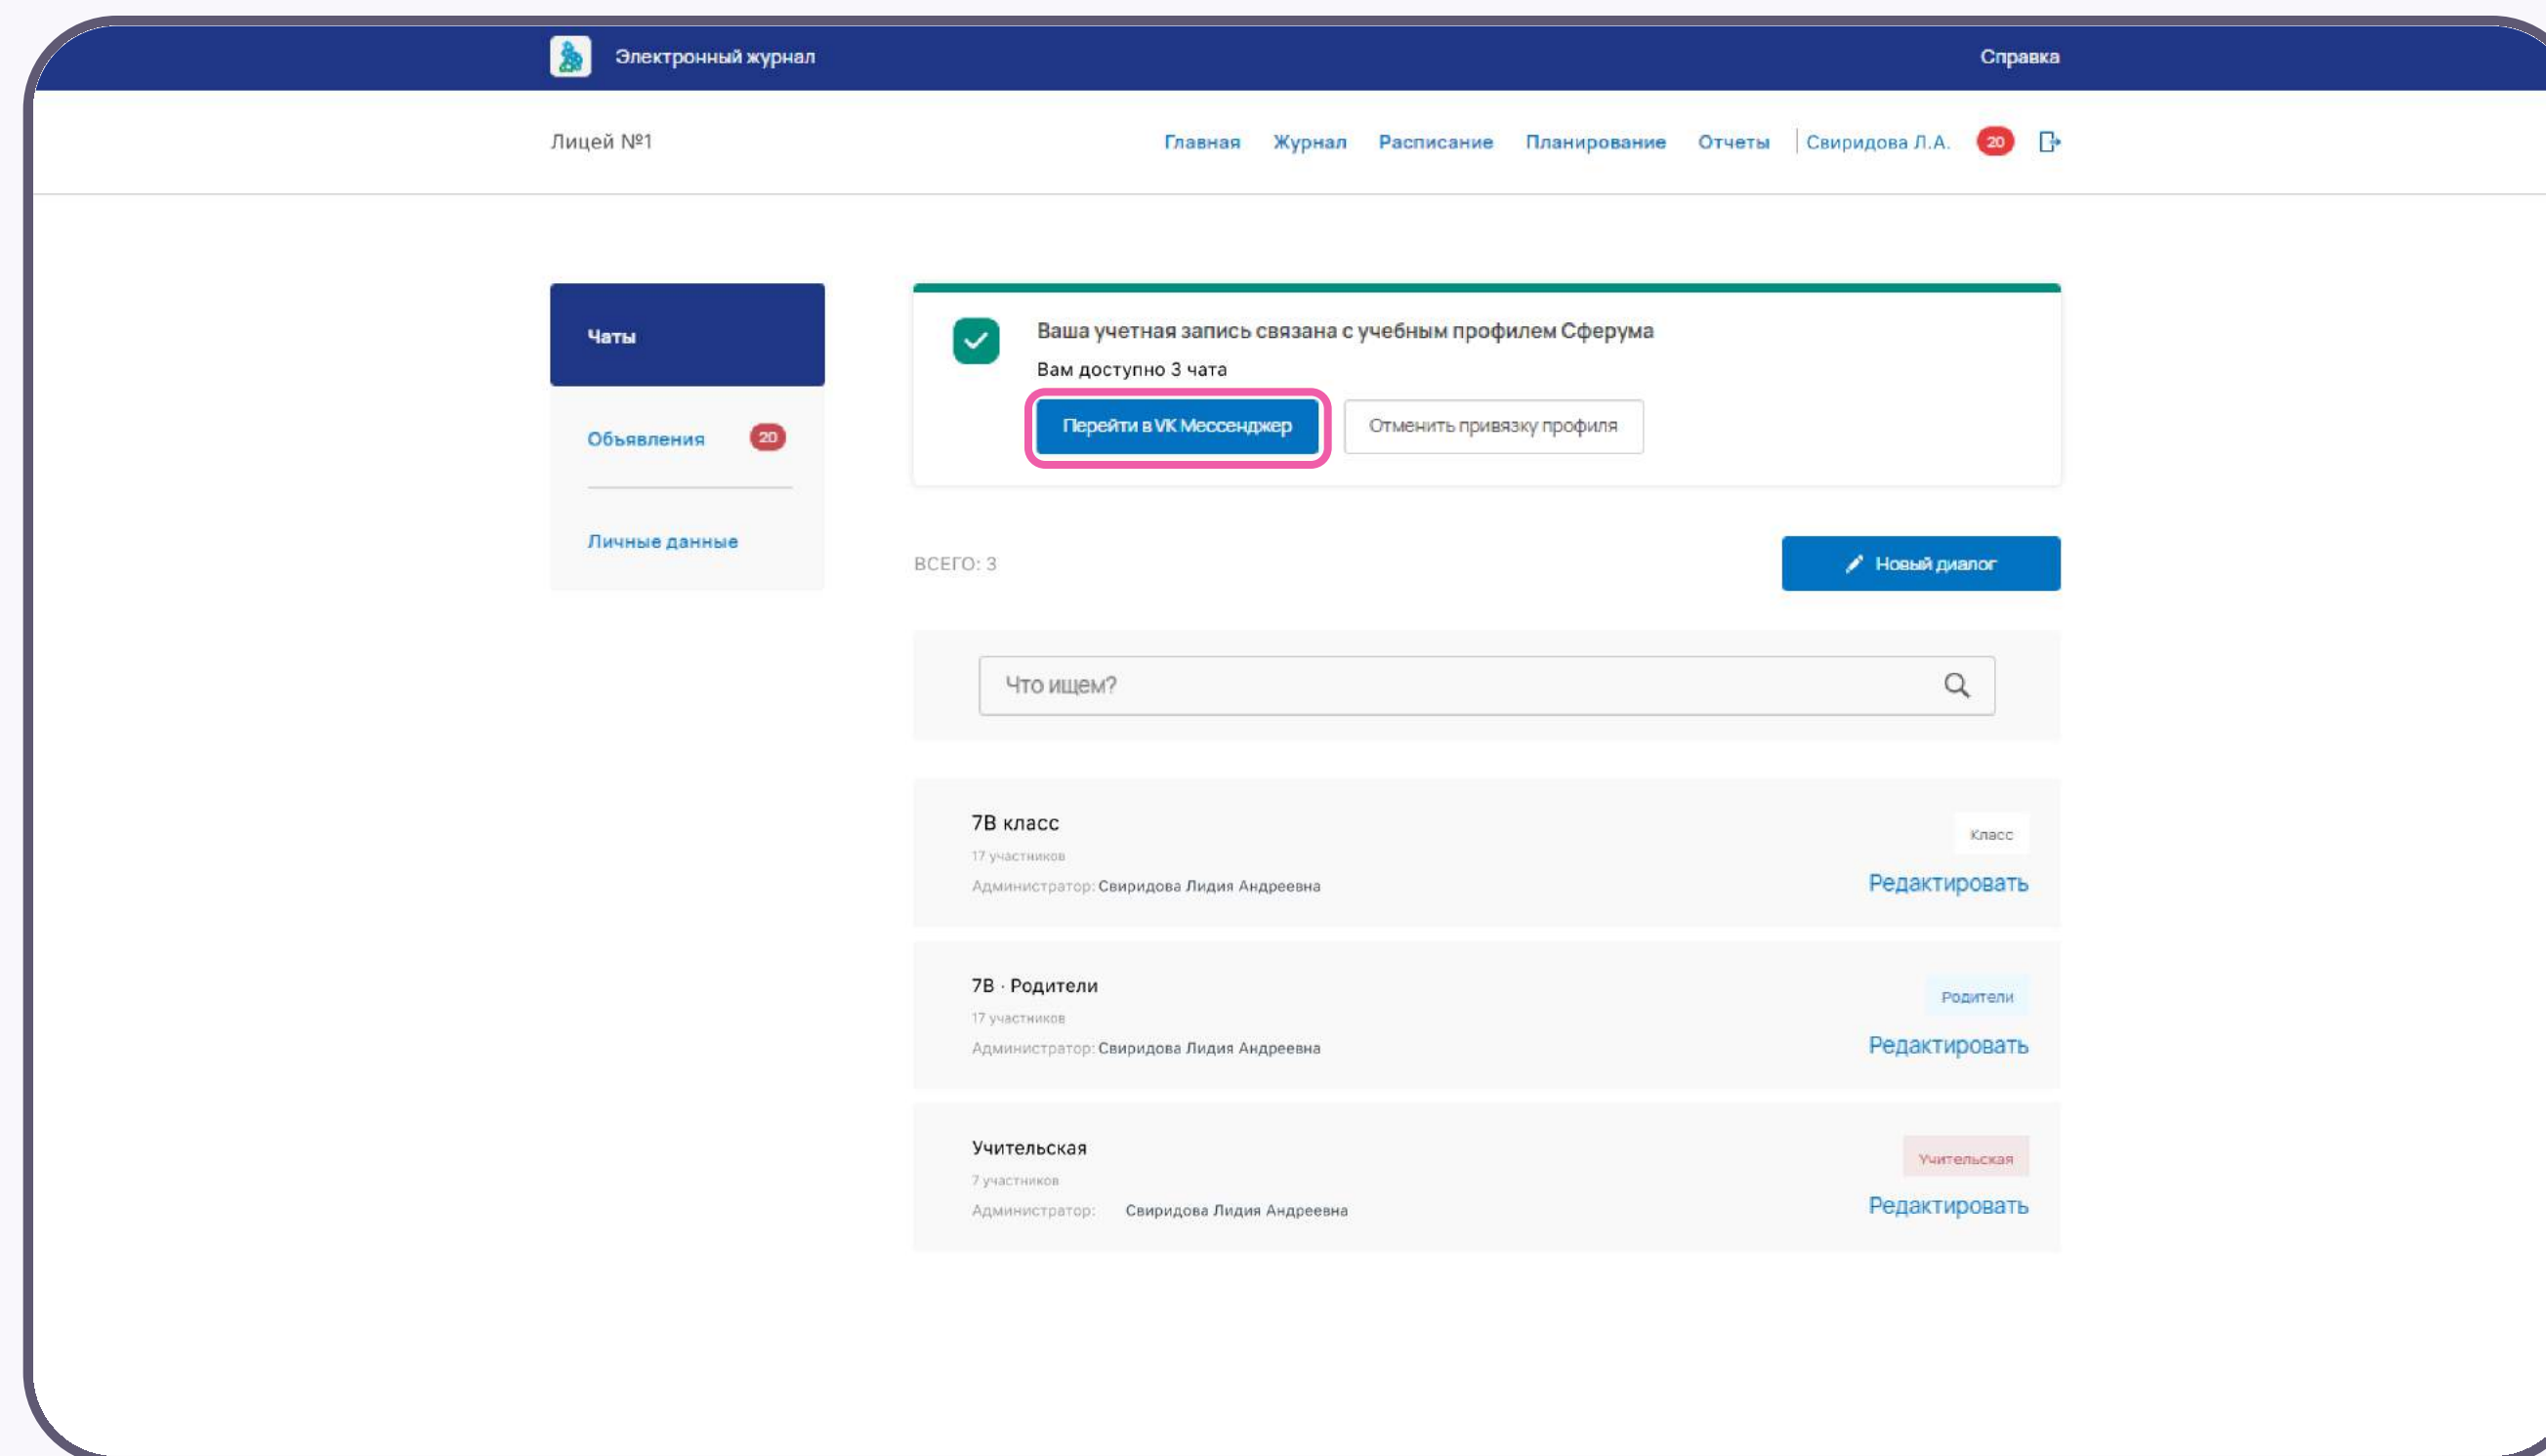 Электронный журнал
Справка
Лицей №1
Главная Журнал Расписание Планирование Отчеты Свиридова Л.А. 20
Чаты
Объявления 20
Личные данные
Ваша учетная запись связана с учебным профилем Сферума
Вам доступно 3 чата
Перейти в VK Мессенджер
Отменить привязку профиля
ВСЕГО: 3
Новый диалог
Что ищем?
7В класс
17 участников
Администратор: Свиридова Лидия Андреевна
Класс
Редактировать
7В · Родители
17 участников
Администратор: Свиридова Лидия Андреевна
Родители
Редактировать
Учительская
7 участников
Администратор: Свиридова Лидия Андреевна
Учительская
Редактировать